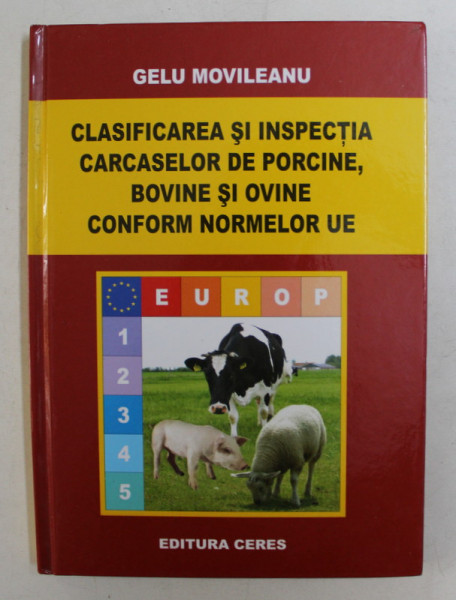 GELU MOVILEANU
CLASIFICAREA ŞI INSPECŢIA
CARCASELOR DE PORCINE,
BOVINE ŞI OVINE
CONFORM NORMELOR UE
E U R O P
1
2
3
4
5
EDITURA CERES